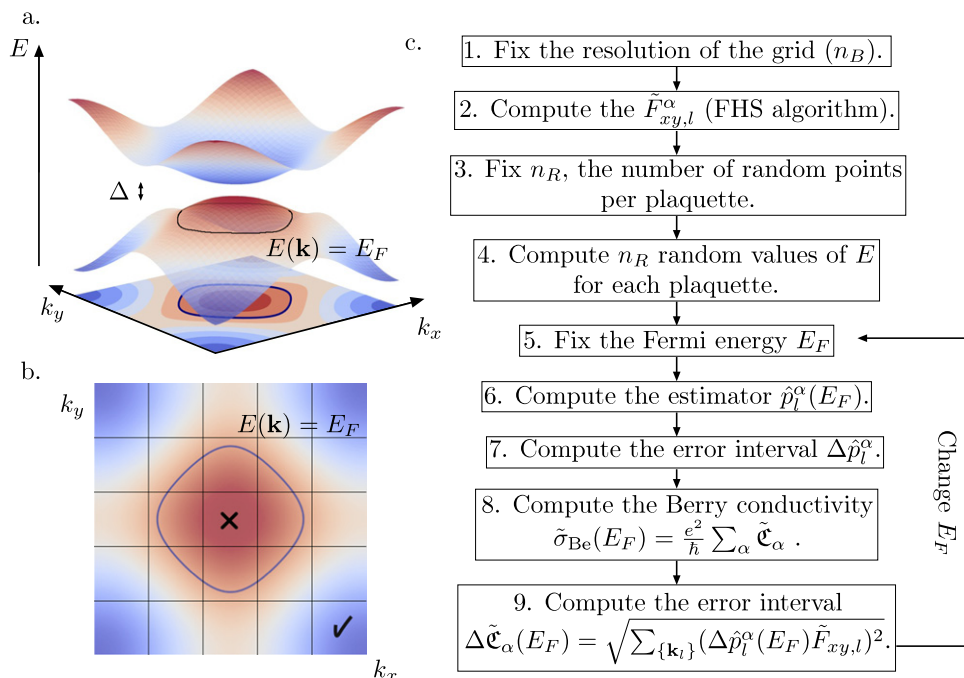 a.
E
Δ
E(𝐤) = E_F
k_y
k_x
b.
k_y
E(𝐤) = E_F
k_x
c.
1. Fix the resolution of the grid (n_B).
2. Compute the F̃^α_{xy,l} (FHS algorithm).
3. Fix n_R, the number of random points
per plaquette.
4. Compute n_R random values of E
for each plaquette.
5. Fix the Fermi energy E_F
6. Compute the estimator p̂^α_l(E_F).
7. Compute the error interval Δp̂^α_l.
8. Compute the Berry conductivity
σ̃_Be(E_F) = e²/ℏ ∑_α ℭ̃_α .
9. Compute the error interval
Δℭ̃_α(E_F) = √∑_{{𝐤_l}}(Δp̂^α_l(E_F)F̃_{xy,l})².
Change E_F